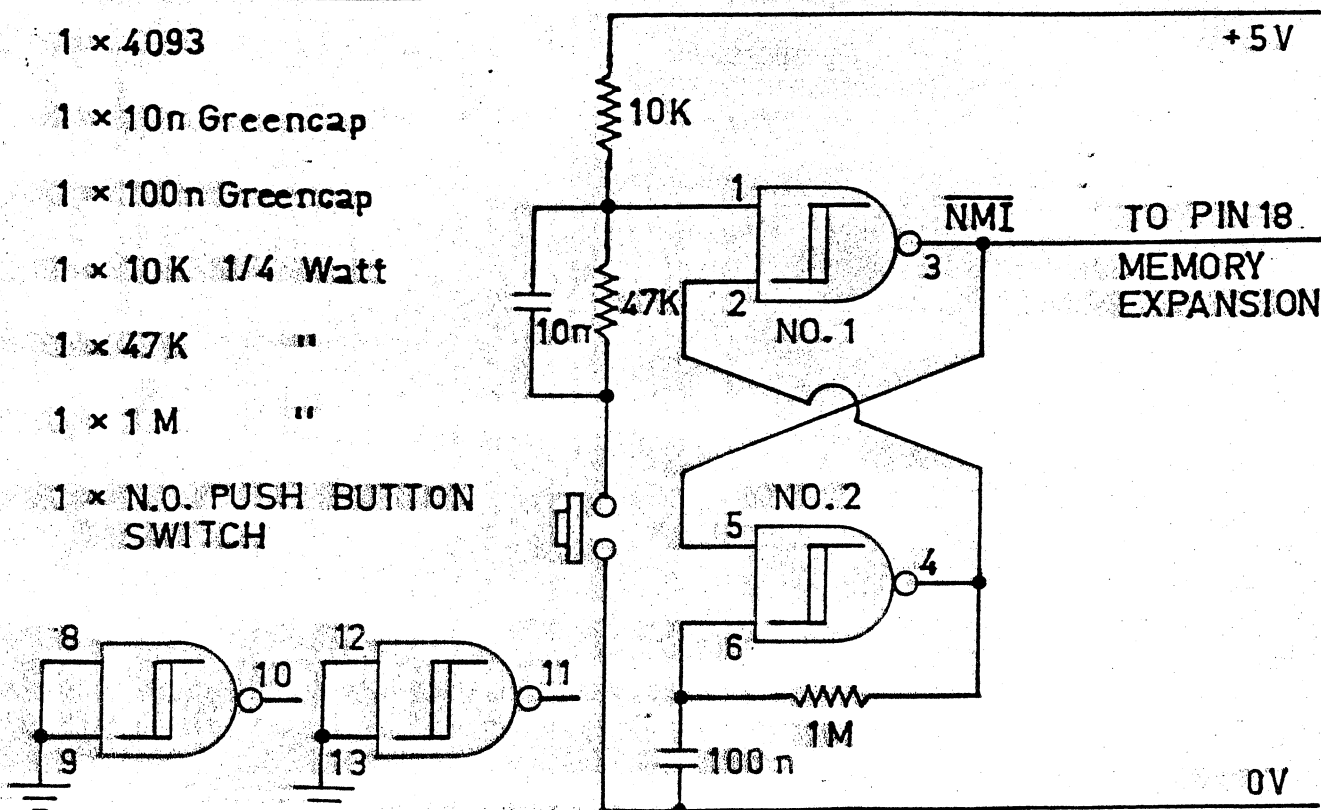 1 × 4093
1 × 10n Greencap
1 × 100n Greencap
1 × 10K 1/4 Watt
1 × 47K "
1 × 1M "
1 × N.O. PUSH BUTTON
SWITCH
+5V
10K
47K
10n
1
2
3
NO. 1
NMI
TO PIN 18
MEMORY
EXPANSION
NO. 2
5
6
4
1M
100n
0V
8
9
10
12
13
11